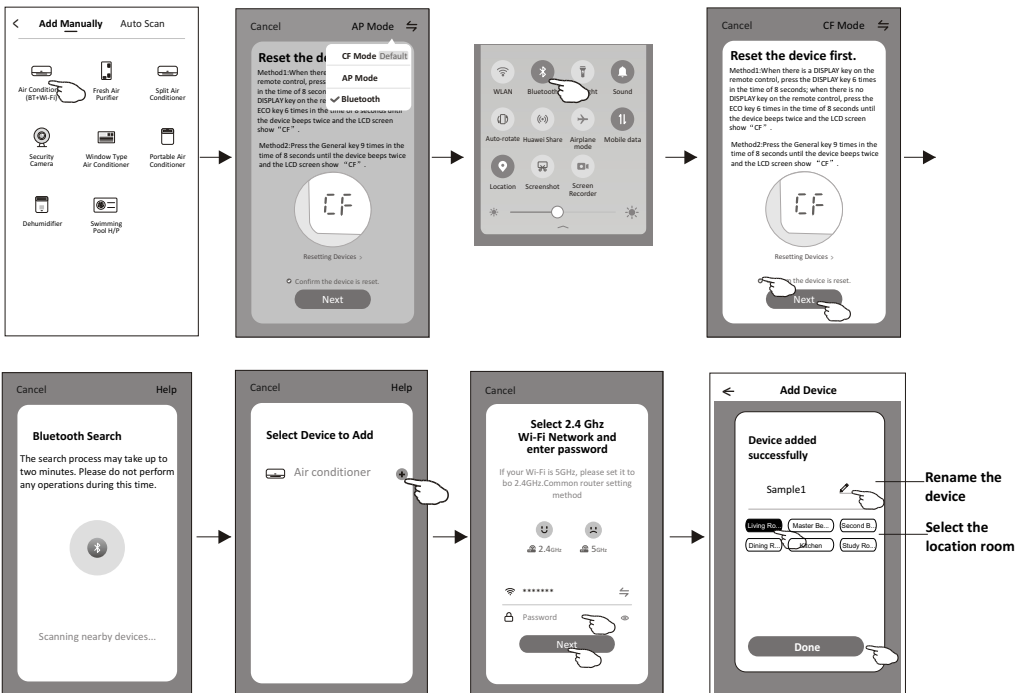 Add Manually Auto Scan
Air Condition
(BT+Wi-Fi)
Fresh Air
Purifier
Split Air
Conditioner
Security
Camera
Window Type
Air Conditioner
Portable Air
Conditioner
Dehumidifier
Swimming
Pool H/P
Cancel AP Mode
CF Mode Default
AP Mode
Bluetooth
Reset the d
Method1:When there
remote control, press the
in the time of 8 secon
DISPLAY key on the re
ECO key 6 times in the time of 8 seconds until
the device beeps twice and the LCD screen
show “CF” .
Method2:Press the General key 9 times in the
time of 8 seconds until the device beeps twice
and the LCD screen show “CF” .
CF
Resetting Devices >
Confirm the device is reset.
Next
WLAN Bluetooth ht Sound
Auto-rotate Huawei Share Airplane
mode Mobile data
Location Screenshot Screen
Recorder
Cancel CF Mode
Reset the device first.
Method1:When there is a DISPLAY key on the
remote control, press the DISPLAY key 6 times
in the time of 8 seconds; when there is no
DISPLAY key on the remote control, press the
ECO key 6 times in the time of 8 seconds until
the device beeps twice and the LCD screen
show “CF” .
Method2:Press the General key 9 times in the
time of 8 seconds until the device beeps twice
and the LCD screen show “CF” .
CF
Resetting Devices >
m the device is reset.
Next
Cancel Help
Bluetooth Search
The search process may take up to
two minutes. Please do not perform
any operations during this time.
Scanning nearby devices...
Cancel Help
Select Device to Add
Air conditioner
Cancel
Select 2.4 Ghz
Wi-Fi Network and
enter password
If your Wi-Fi is 5GHz, please set it to
bo 2.4GHz.Common router setting
method
2.4GHz 5GHz
*******
Password
Next
Add Device
Device added
successfully
Sample1
Living Ro... Master Be... Second B...
Dining R... Kitchen Study Ro...
Done
Rename the
device
Select the
location room